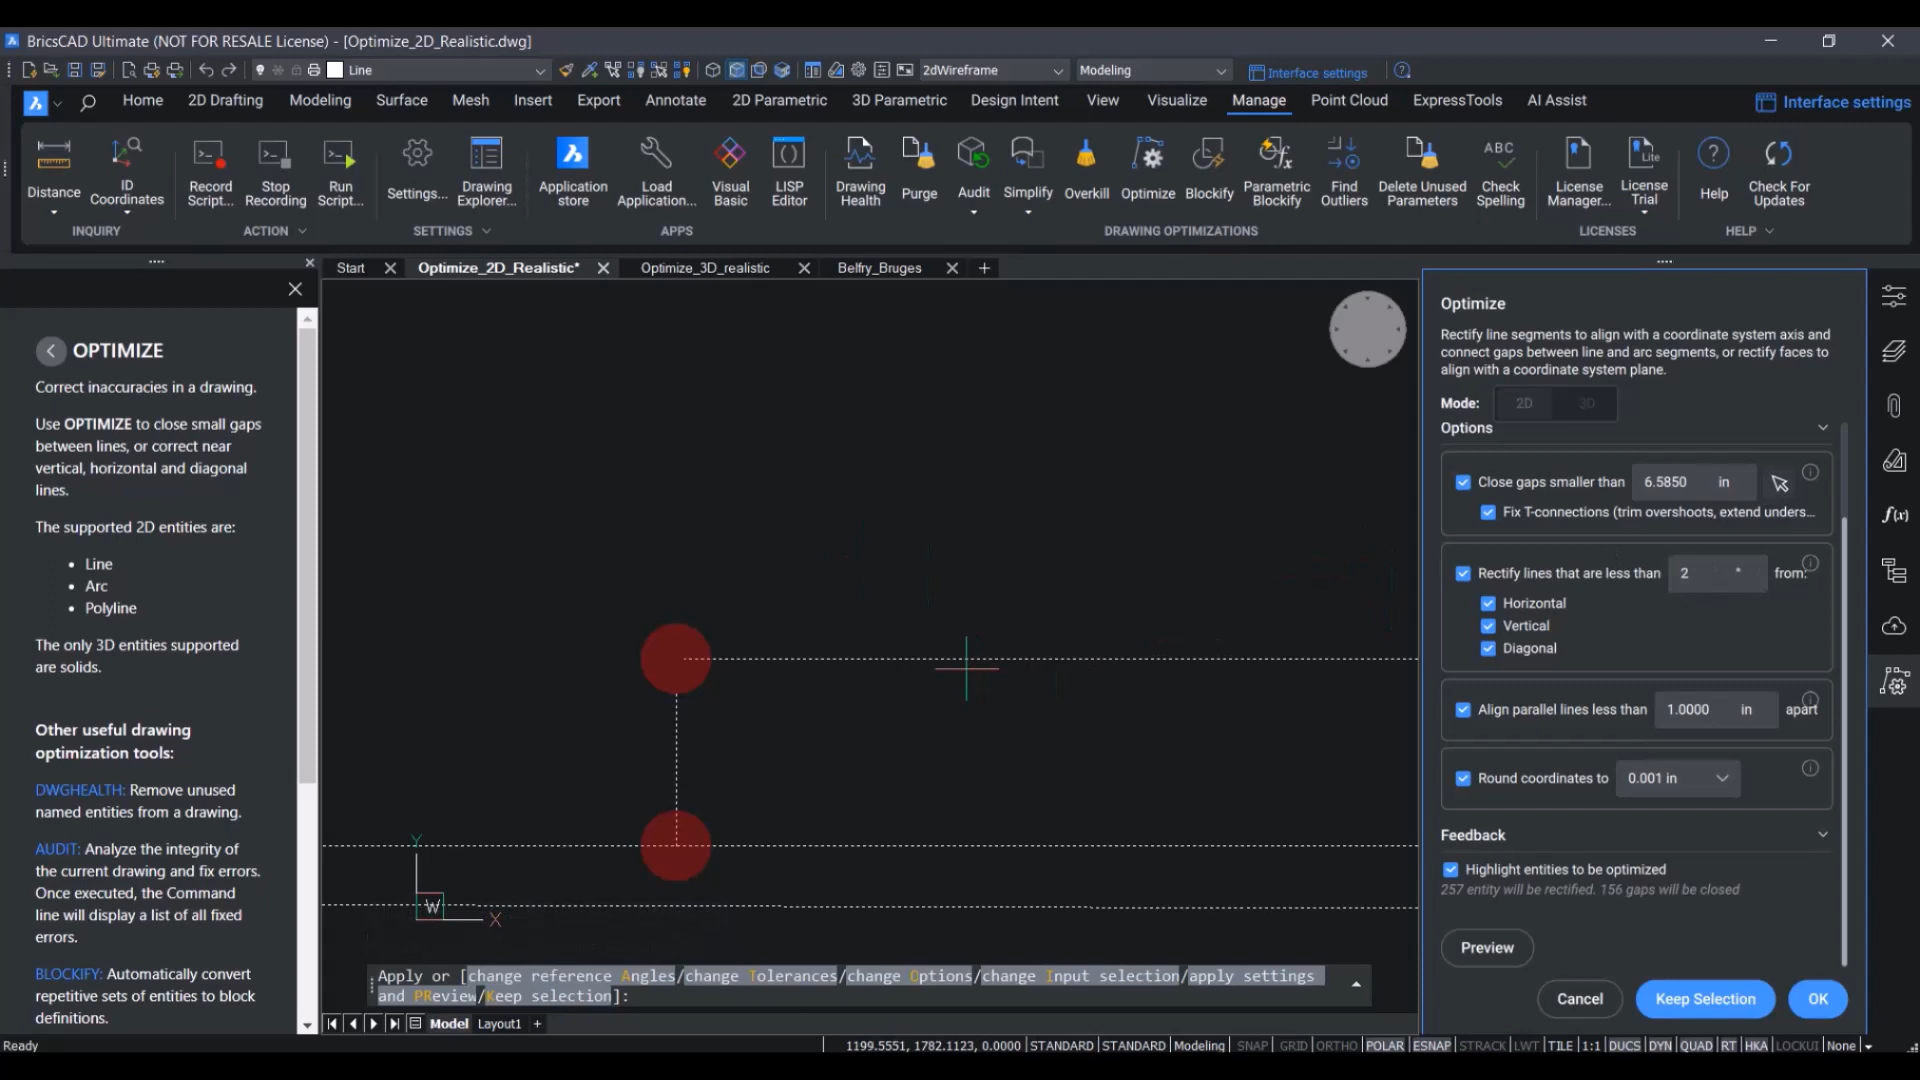 BricsCAD Ultimate (NOT FOR RESALE License) - [Optimize_2D_Realistic.dwg]
Line
2dWireframe
Modeling
Interface settings
Home 2D Drafting Modeling Surface Mesh Insert Export Annotate 2D Parametric 3D Parametric Design Intent View Visualize Manage Point Cloud ExpressTools AI Assist
Interface settings
Distance
ID Coordinates
INQUIRY
Record Script...
Stop Recording
Run Script...
ACTION
Settings...
Drawing Explorer...
SETTINGS
Application store
Load Application...
Visual Basic
LISP Editor
APPS
Drawing Health
Purge
Audit
Simplify
Overkill
Optimize
Blockify
Parametric Blockify
Find Outliers
Delete Unused Parameters
ABC
Check Spelling
DRAWING OPTIMIZATIONS
License Manager...
Lite
License Trial
LICENSES
Help
Check For Updates
HELP
Start
Optimize_2D_Realistic*
Optimize_3D_realistic
Belfry_Bruges
OPTIMIZE
Correct inaccuracies in a drawing.
Use OPTIMIZE to close small gaps
between lines, or correct near
vertical, horizontal and diagonal
lines.
The supported 2D entities are:
• Line
• Arc
• Polyline
The only 3D entities supported
are solids.
Other useful drawing
optimization tools:
DWGHEALTH: Remove unused
named entities from a drawing.
AUDIT: Analyze the integrity of
the current drawing and fix errors.
Once executed, the Command
line will display a list of all fixed
errors.
BLOCKIFY: Automatically convert
repetitive sets of entities to block
definitions.
Y
W
X
Apply or [change reference Angles/change Tolerances/change Options/change Input selection/apply settings
and PReview/Keep selection]:
Model
Layout1
Optimize
Rectify line segments to align with a coordinate system axis and
connect gaps between line and arc segments, or rectify faces to
align with a coordinate system plane.
Mode: 2D 3D
Options
Close gaps smaller than 6.5850 in
Fix T-connections (trim overshoots, extend unders...
Rectify lines that are less than 2 ° from:
Horizontal
Vertical
Diagonal
Align parallel lines less than 1.0000 in apart
Round coordinates to 0.001 in
Feedback
Highlight entities to be optimized
257 entity will be rectified. 156 gaps will be closed
Preview
Cancel
Keep Selection
OK
f(x)
Ready
1199.5551, 1782.1123, 0.0000 STANDARD STANDARD Modeling SNAP GRID ORTHO POLAR ESNAP STRACK LWT TILE 1:1 DUCS DYN QUAD RT HKA LOCKUI None